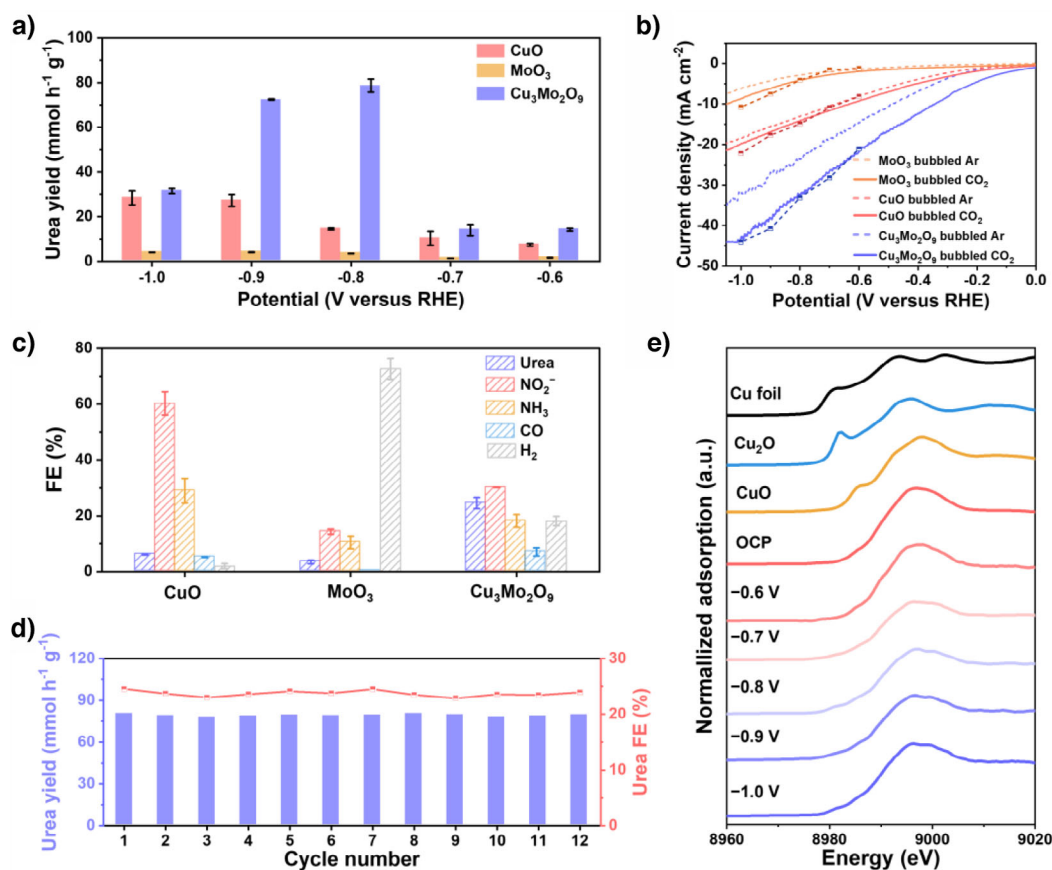 a)
Urea yield (mmol h⁻¹ g⁻¹)
100
80
60
40
20
0
CuO
MoO₃
Cu₃Mo₂O₉
-1.0
-0.9
-0.8
-0.7
-0.6
Potential (V versus RHE)
b)
Current density (mA cm⁻²)
0
-10
-20
-30
-40
-50
MoO₃ bubbled Ar
MoO₃ bubbled CO₂
CuO bubbled Ar
CuO bubbled CO₂
Cu₃Mo₂O₉ bubbled Ar
Cu₃Mo₂O₉ bubbled CO₂
-1.0
-0.8
-0.6
-0.4
-0.2
0.0
Potential (V versus RHE)
c)
FE (%)
80
60
40
20
0
Urea
NO₂⁻
NH₃
CO
H₂
CuO
MoO₃
Cu₃Mo₂O₉
d)
Urea yield (mmol h⁻¹ g⁻¹)
120
90
60
30
0
30
20
10
0
Urea FE (%)
1
2
3
4
5
6
7
8
9
10
11
12
Cycle number
e)
Normallized adsorption (a.u.)
Cu foil
Cu₂O
CuO
OCP
−0.6 V
−0.7 V
−0.8 V
−0.9 V
−1.0 V
8960
8980
9000
9020
Energy (eV)